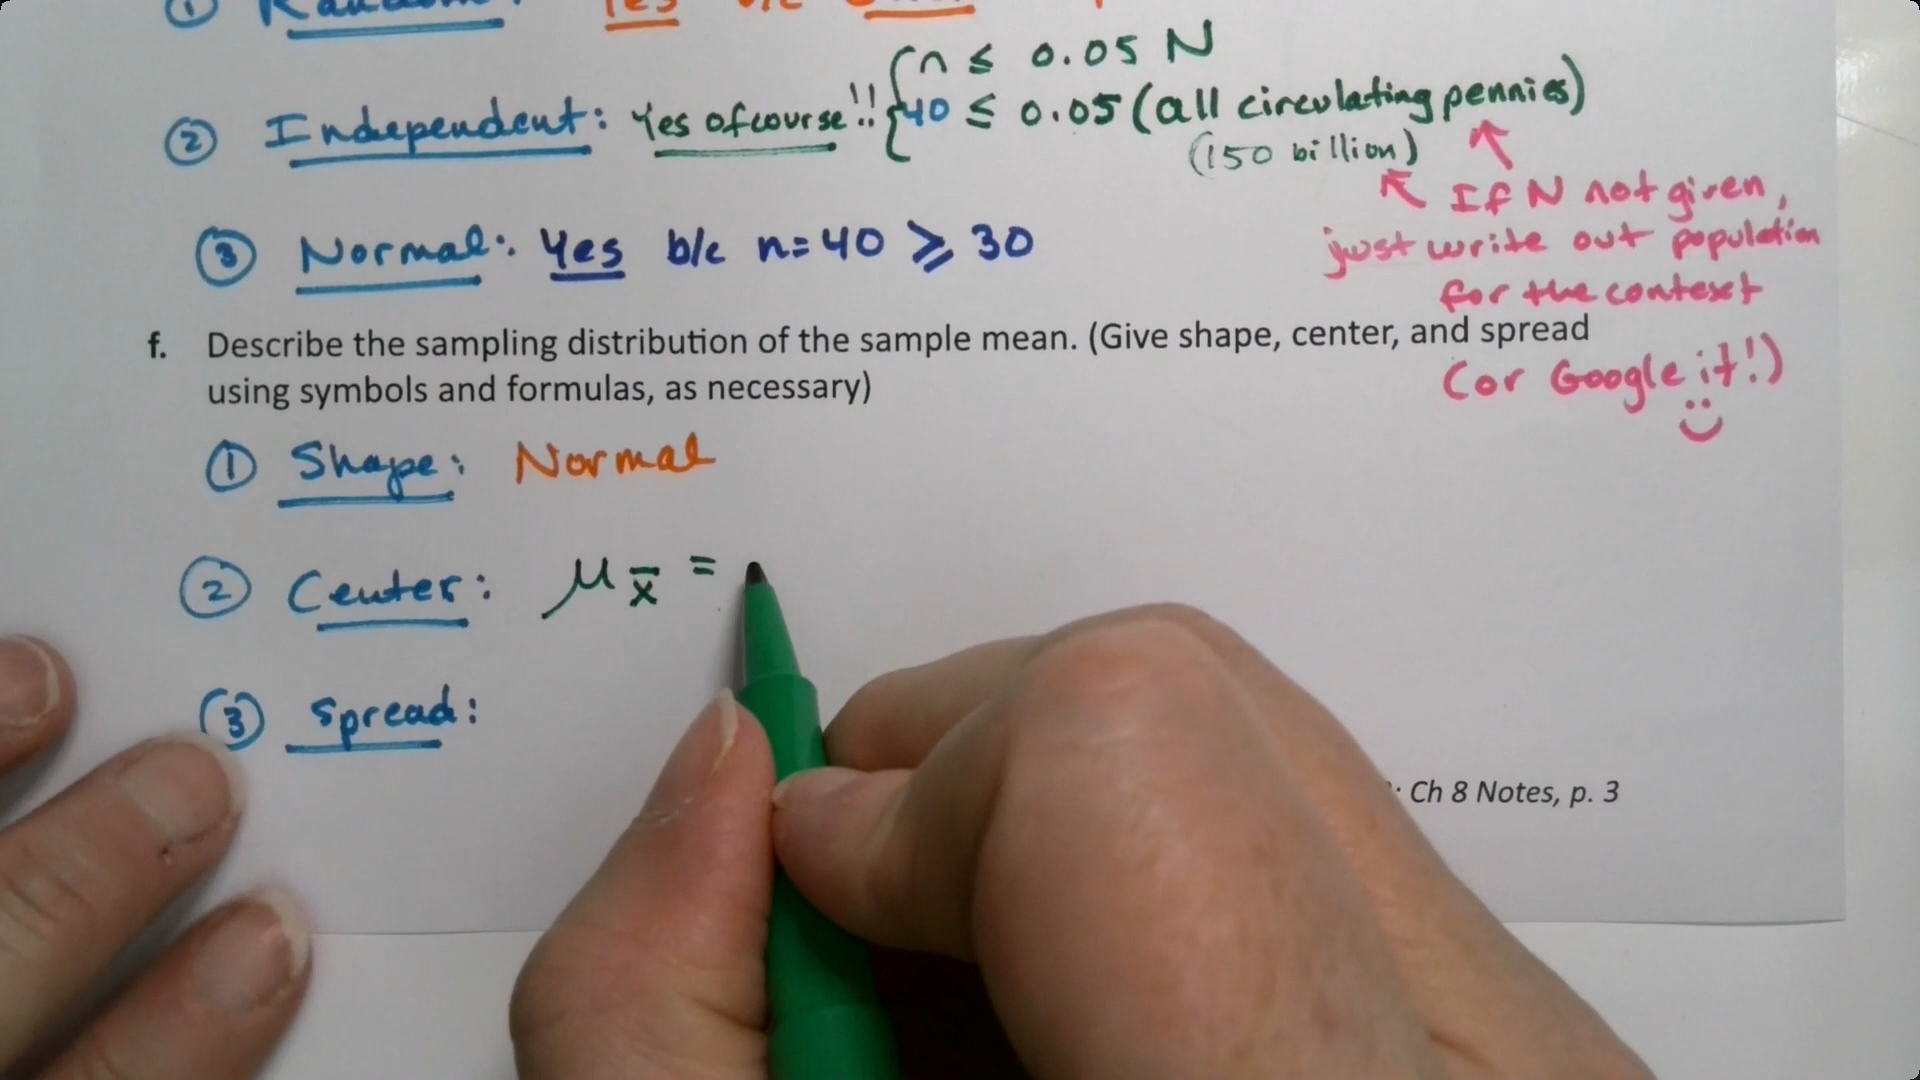 ① Random: Yes b/c
② Independent: Yes of course!! { n ≤ 0.05 N
40 ≤ 0.05 (all circulating pennies)
(150 billion)
If N not given,
just write out population
for the context
(or Google it!)
③ Normal: Yes b/c n=40 ≥ 30
f. Describe the sampling distribution of the sample mean. (Give shape, center, and spread
using symbols and formulas, as necessary)
① Shape: Normal
② Center: μx̄ =
③ Spread:
Ch 8 Notes, p. 3